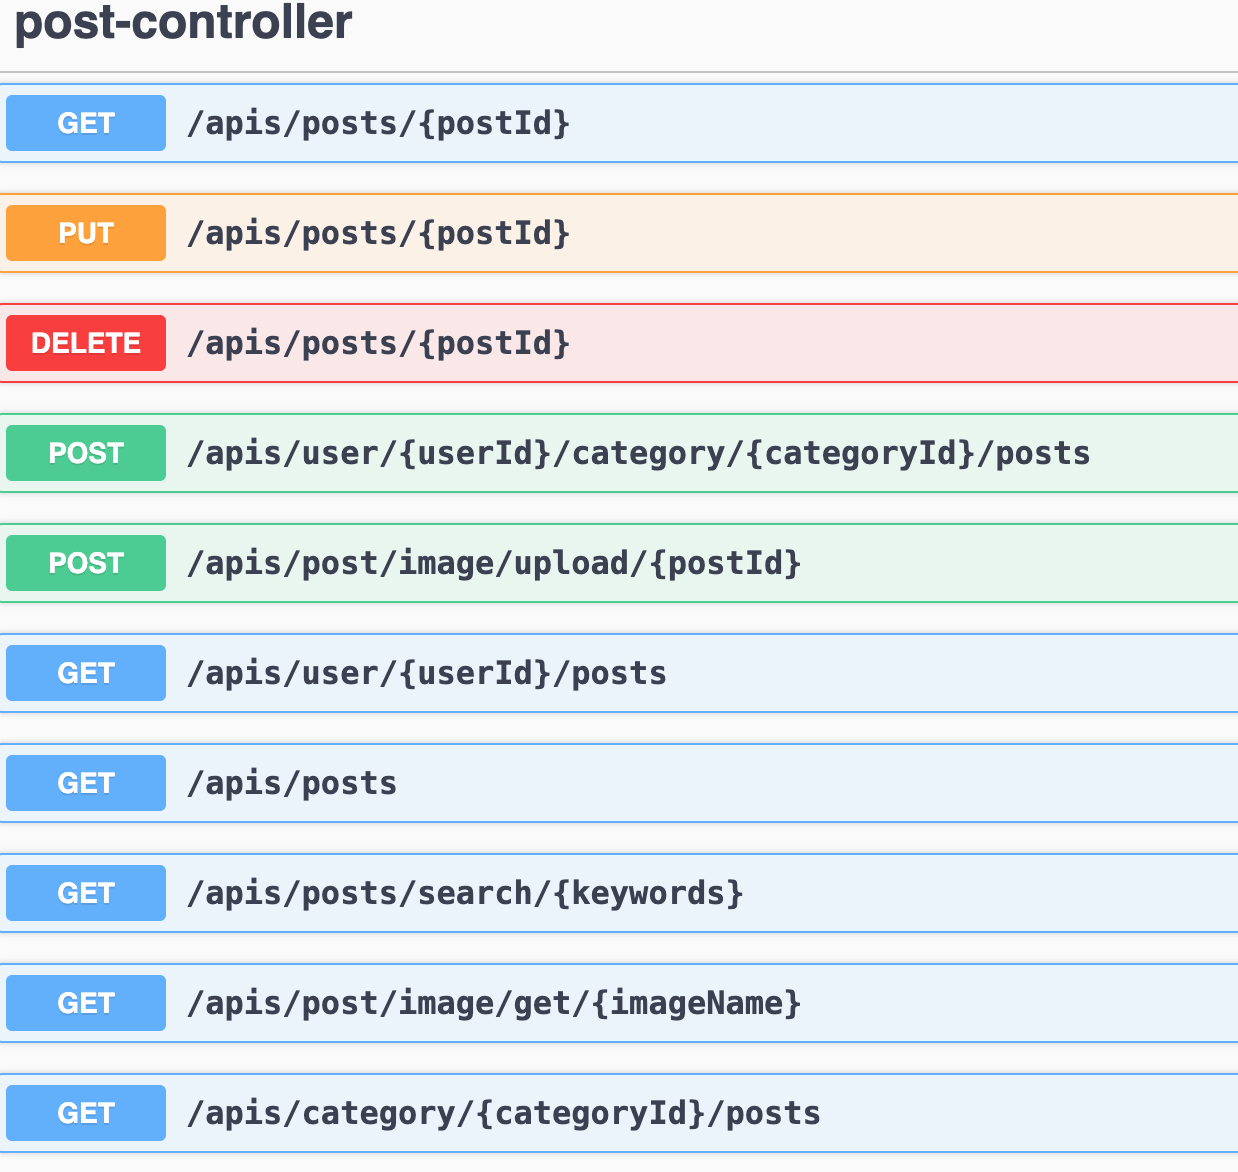 post-controller
GET /apis/posts/{postId}
PUT /apis/posts/{postId}
DELETE /apis/posts/{postId}
POST /apis/user/{userId}/category/{categoryId}/posts
POST /apis/post/image/upload/{postId}
GET /apis/user/{userId}/posts
GET /apis/posts
GET /apis/posts/search/{keywords}
GET /apis/post/image/get/{imageName}
GET /apis/category/{categoryId}/posts